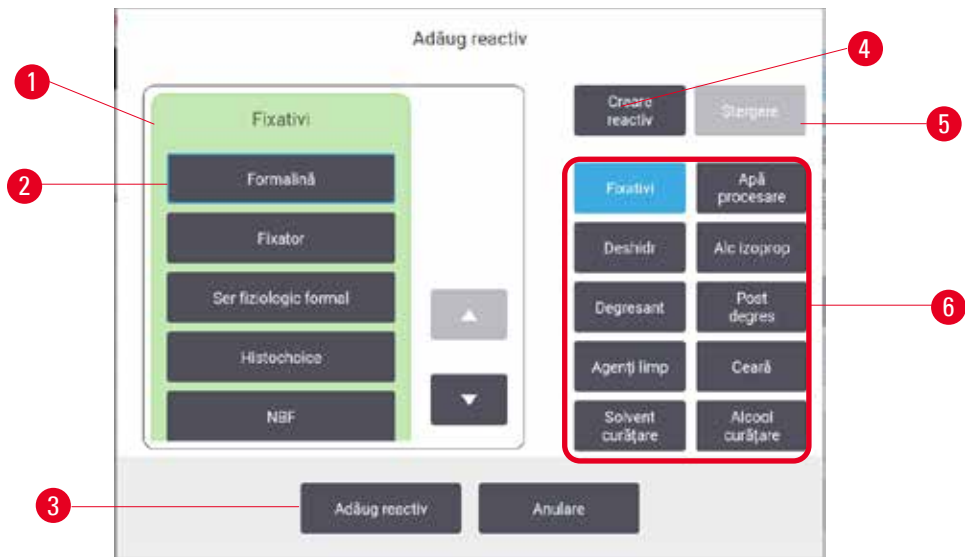 Adăug reactiv
4
1
Fixativi
Creare
reactiv
Ștergere
5
2
Formalină
Fixativi
Apă
procesare
Fixator
Deshidr
Alc izoprop
Ser fiziologic formal
Degresant
Post
degres
6
Histochoice
Agenți limp
Ceară
NBF
Solvent
curățare
Alcool
curățare
3
Adăug reactiv
Anulare